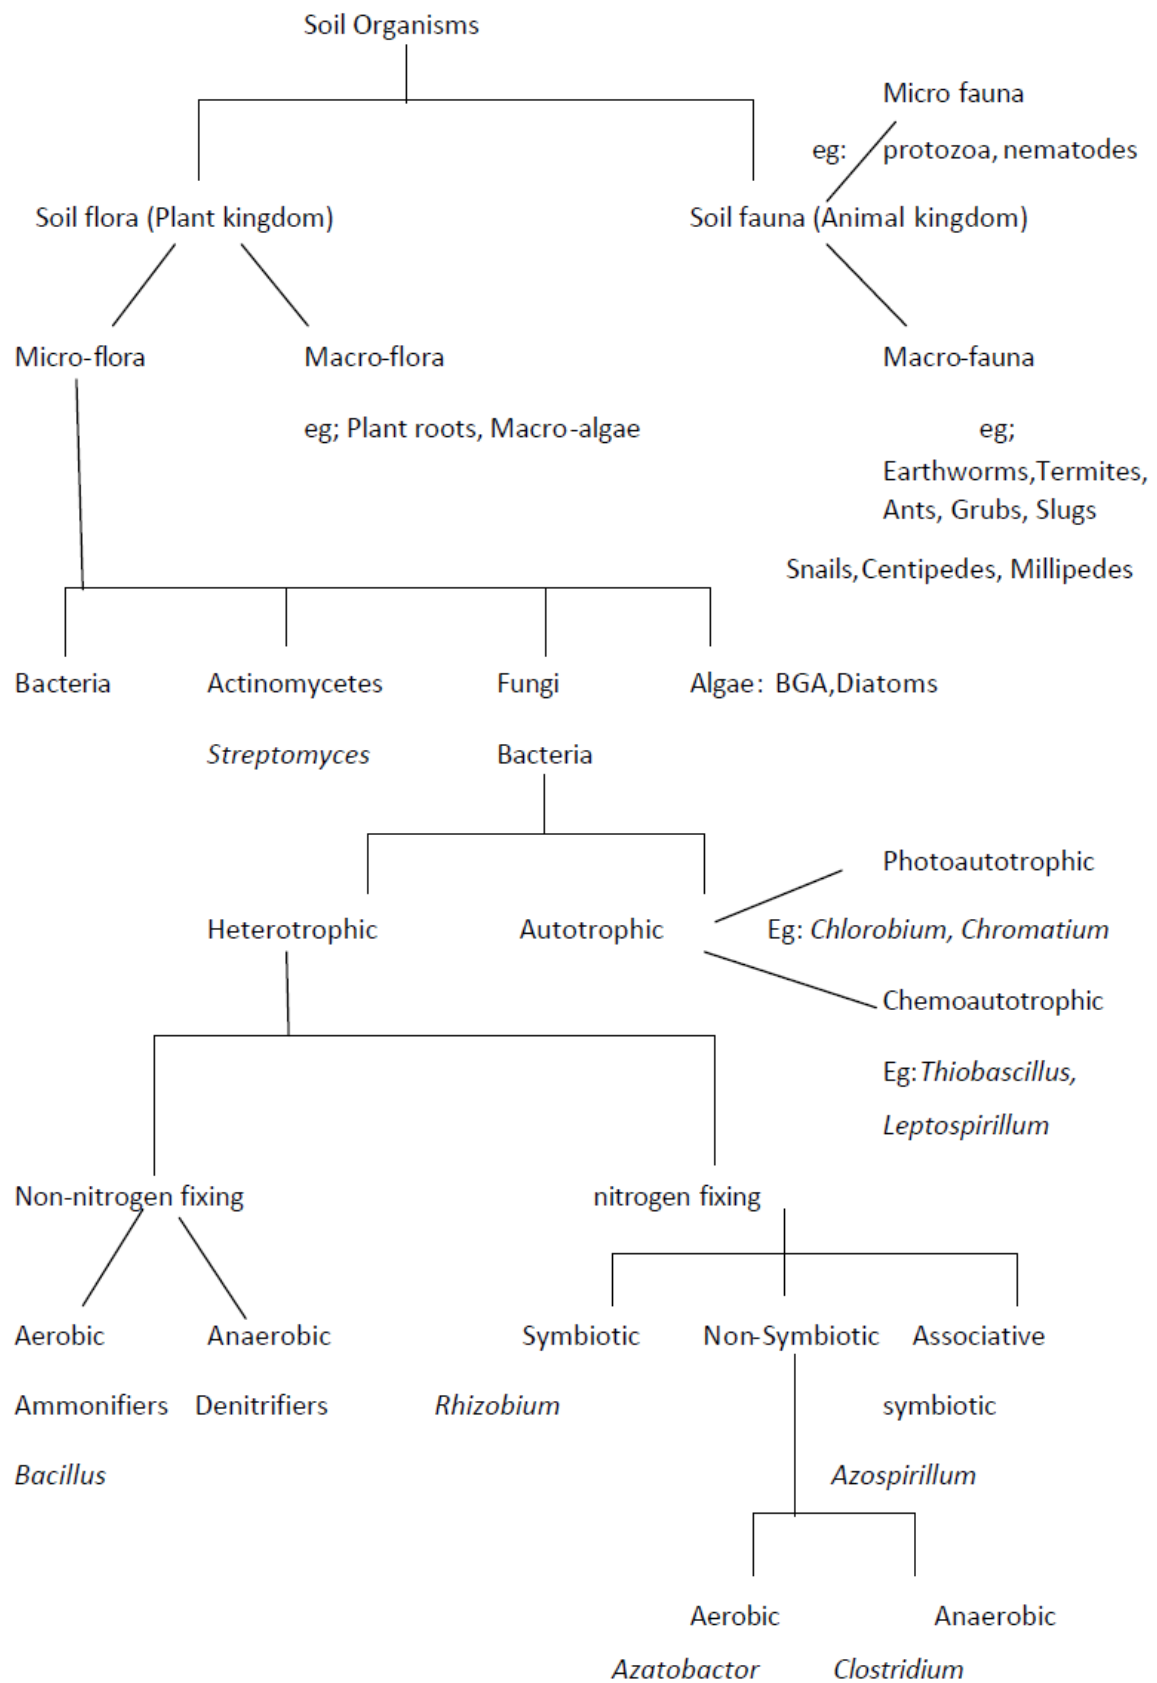 Soil Organisms
Micro fauna
eg: protozoa, nematodes
Soil flora (Plant kingdom) Soil fauna (Animal kingdom)
Micro-flora Macro-flora Macro-fauna
eg; Plant roots, Macro-algae eg;
Earthworms,Termites,
Ants, Grubs, Slugs
Snails,Centipedes, Millipedes
Bacteria Actinomycetes Fungi Algae: BGA,Diatoms
Streptomyces Bacteria
Photoautotrophic
Heterotrophic Autotrophic Eg: Chlorobium, Chromatium
Chemoautotrophic
Eg:Thiobascillus,
Leptospirillum
Non-nitrogen fixing nitrogen fixing
Aerobic Anaerobic Symbiotic Non-Symbiotic Associative
Ammonifiers Denitrifiers Rhizobium symbiotic
Bacillus Azospirillum
Aerobic Anaerobic
Azatobactor Clostridium